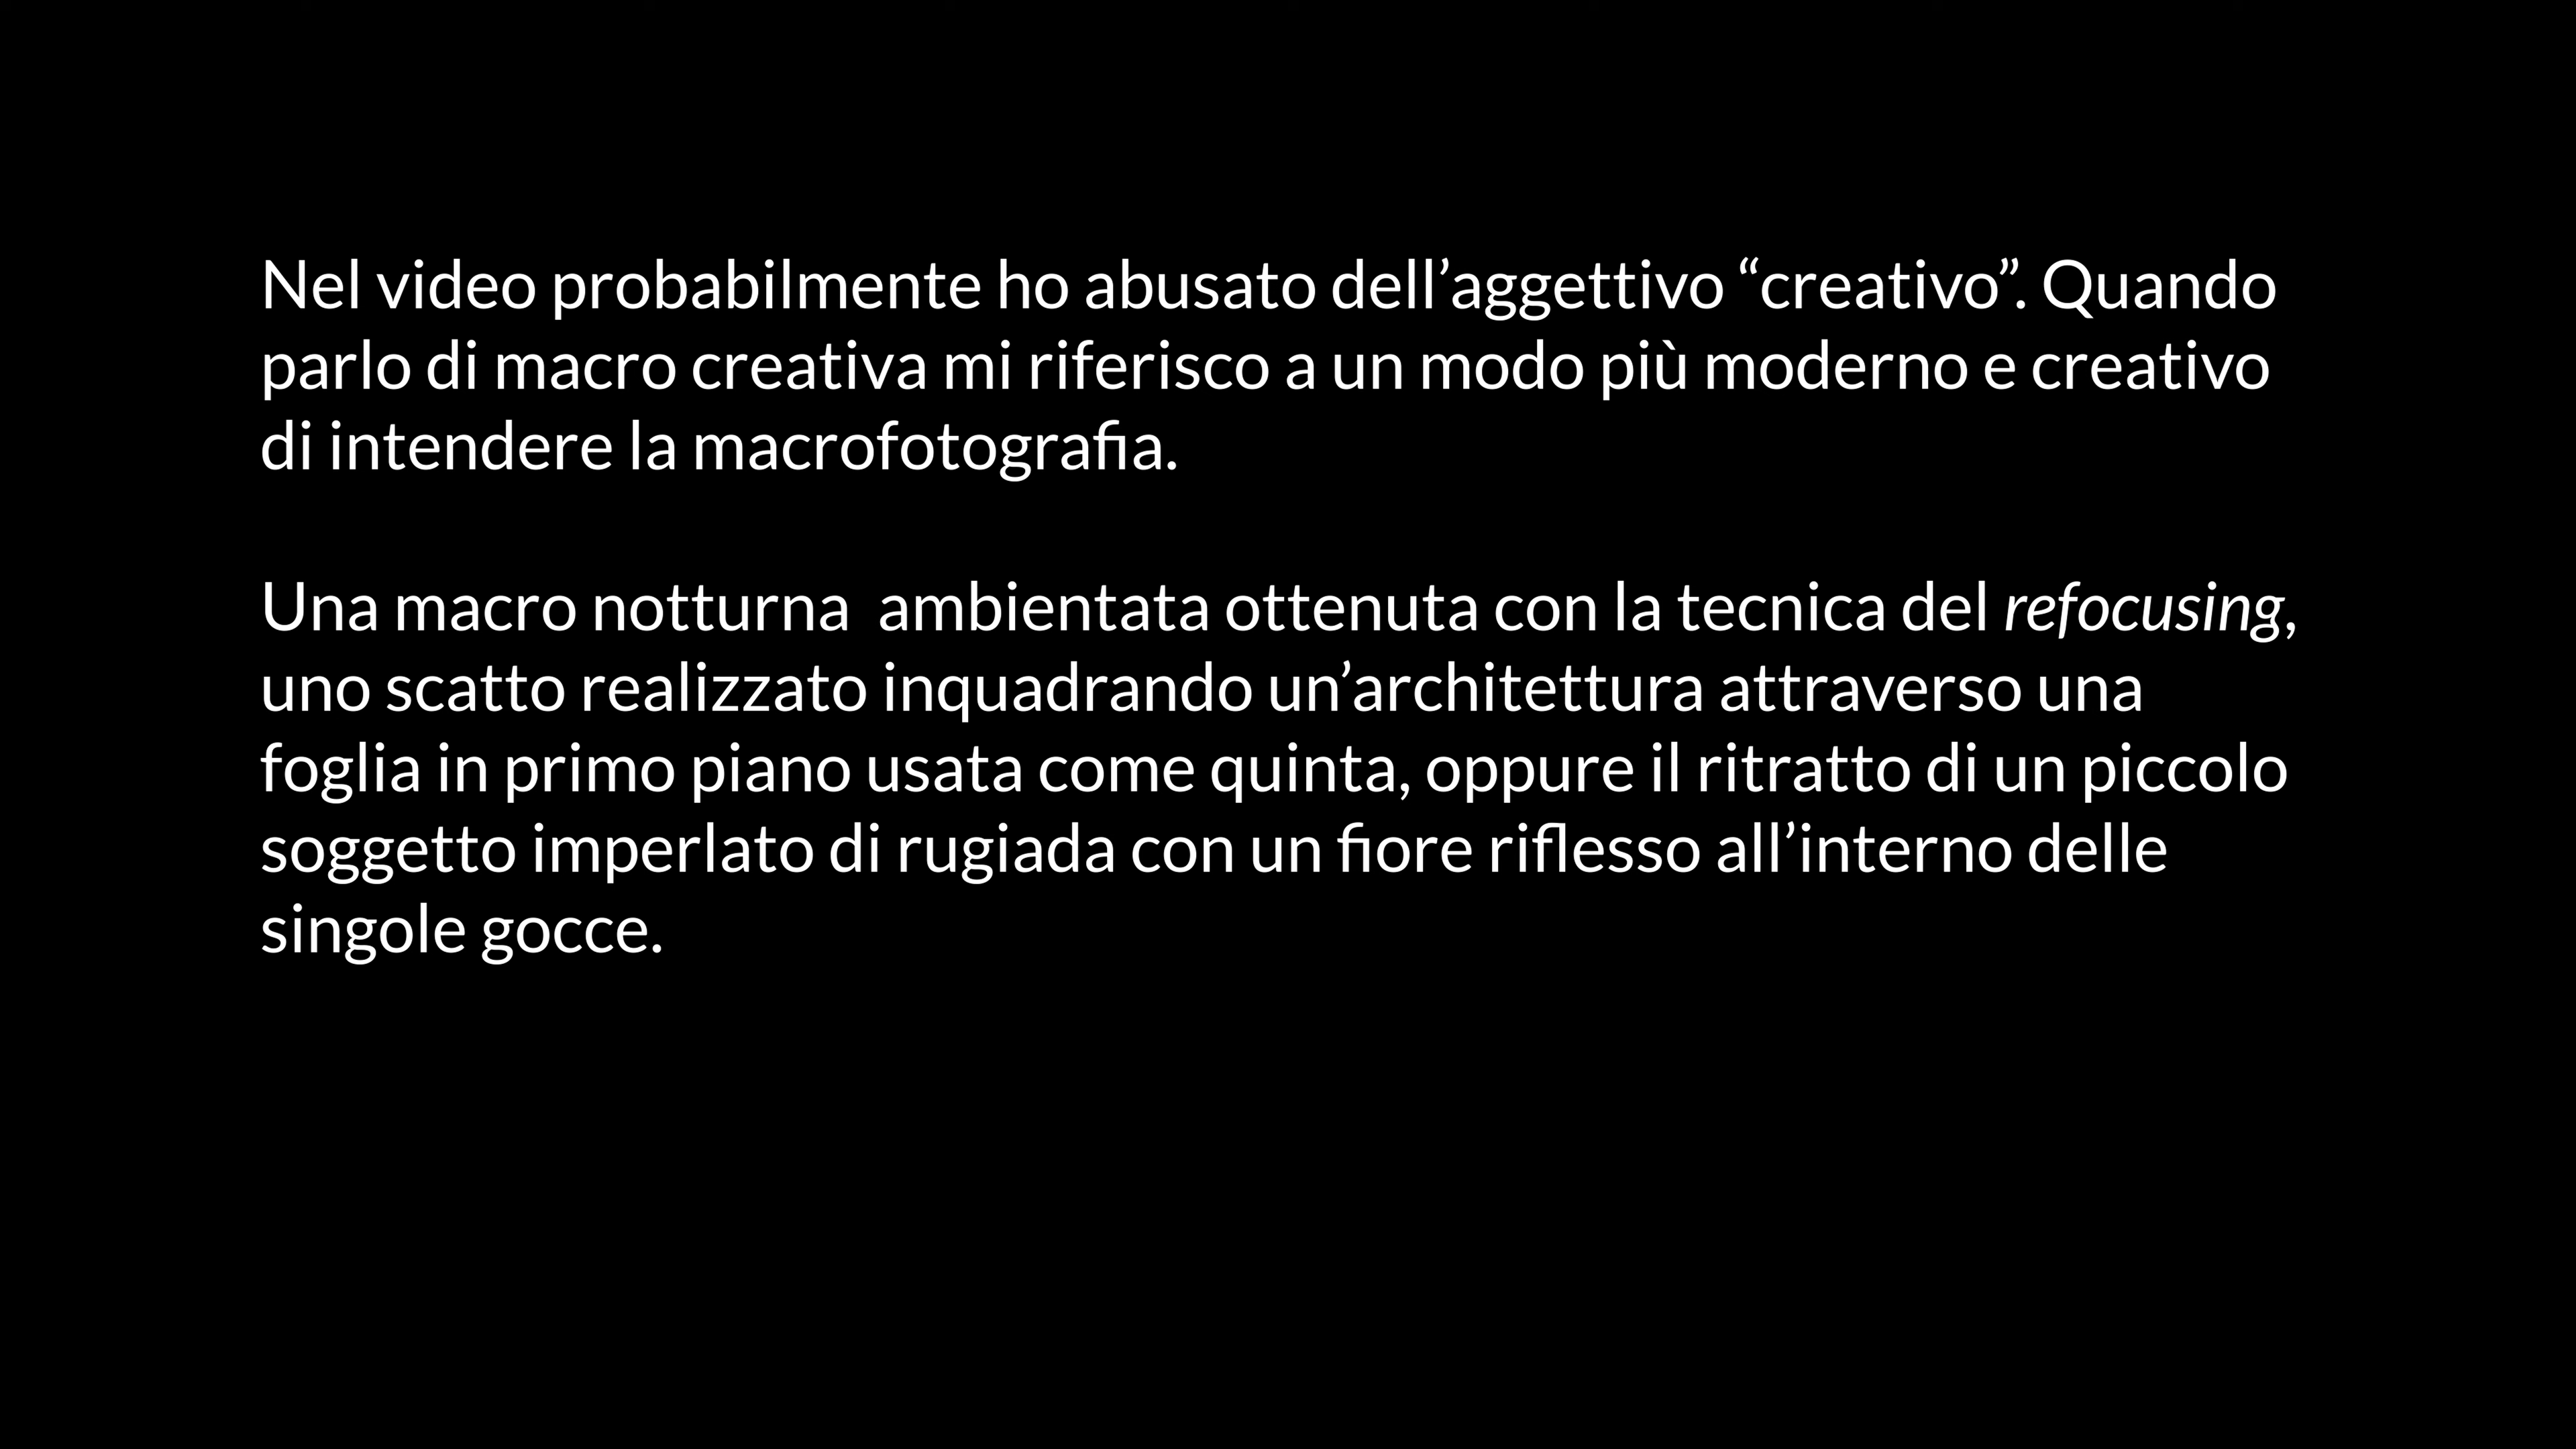 Nel video probabilmente ho abusato dell’aggettivo “creativo”. Quando
parlo di macro creativa mi riferisco a un modo più moderno e creativo
di intendere la macrofotografia.
Una macro notturna  ambientata ottenuta con la tecnica del refocusing,
uno scatto realizzato inquadrando un’architettura attraverso una
foglia in primo piano usata come quinta, oppure il ritratto di un piccolo
soggetto imperlato di rugiada con un fiore riflesso all’interno delle
singole gocce.